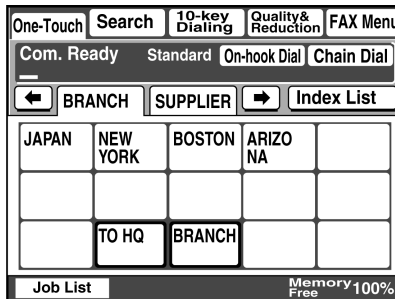 One-Touch Search 10-key Dialing Quality& Reduction FAX Menu
Com. Ready Standard On-hook Dial Chain Dial
BRANCH SUPPLIER Index List
JAPAN NEW YORK BOSTON ARIZO NA
TO HQ BRANCH
Job List Memory Free 100%